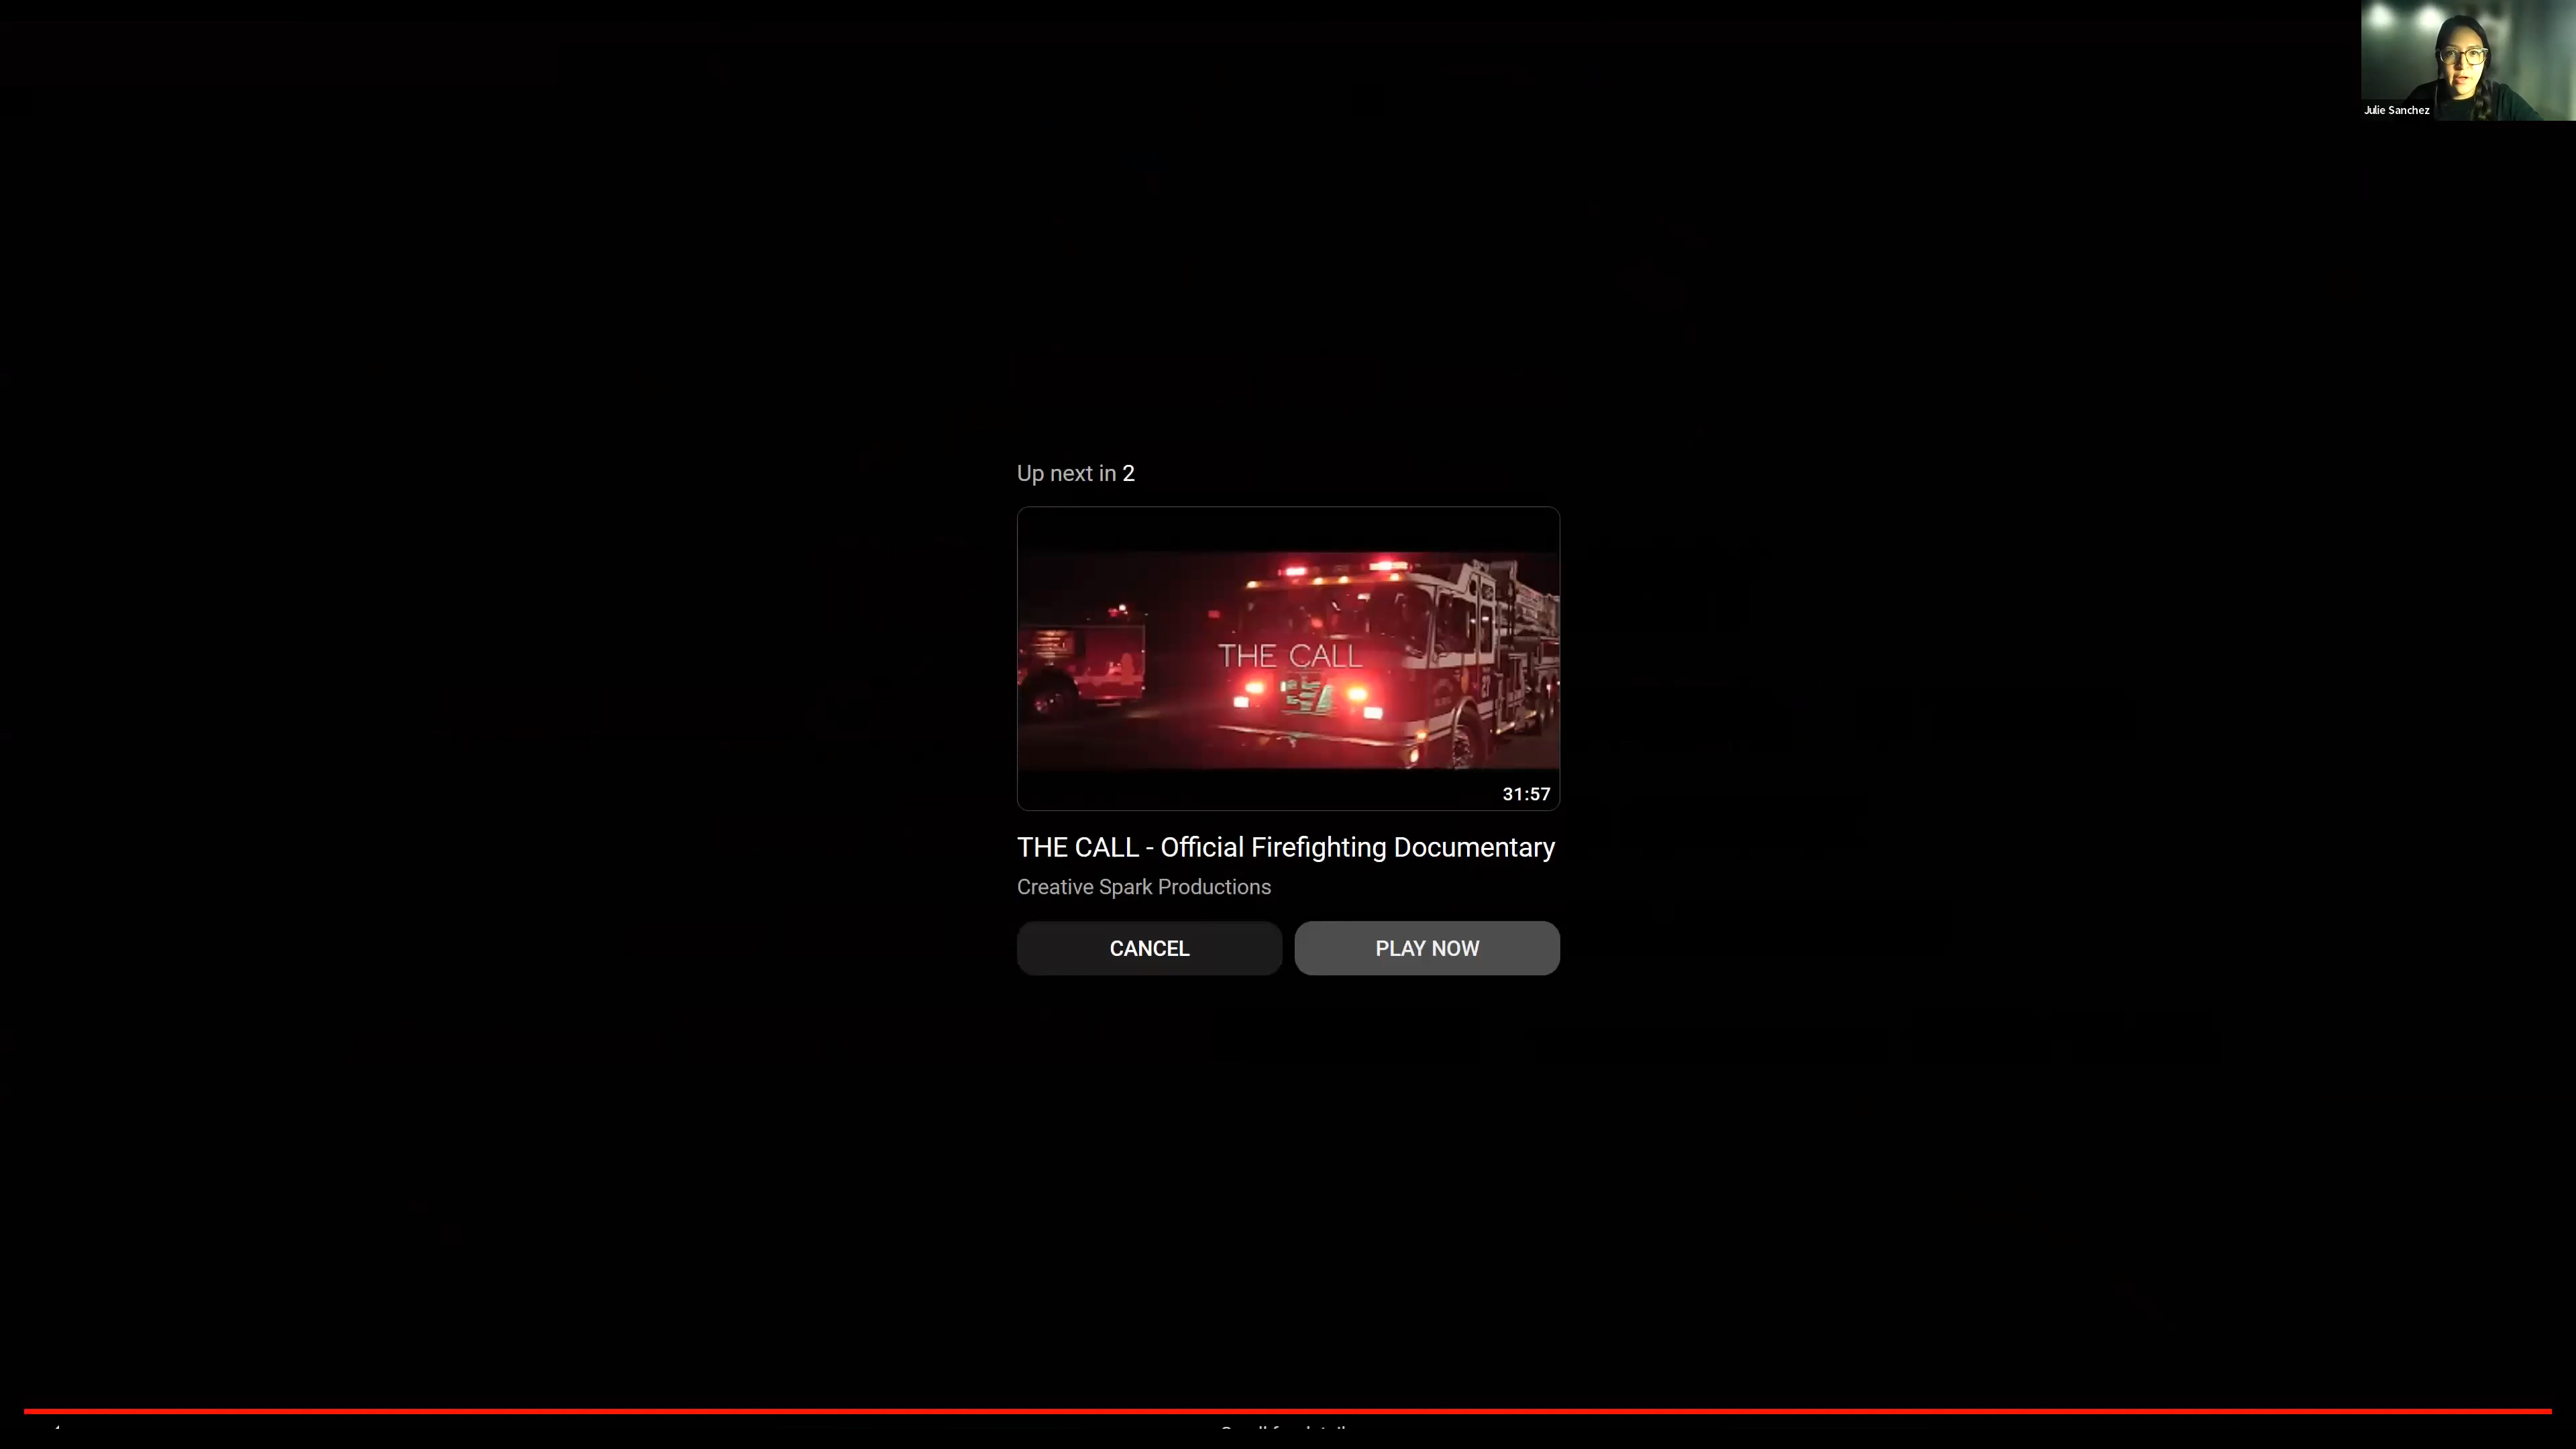 Julie Sanchez
Up next in 2
THE CALL
31:57
THE CALL - Official Firefighting Documentary
Creative Spark Productions
CANCEL
PLAY NOW